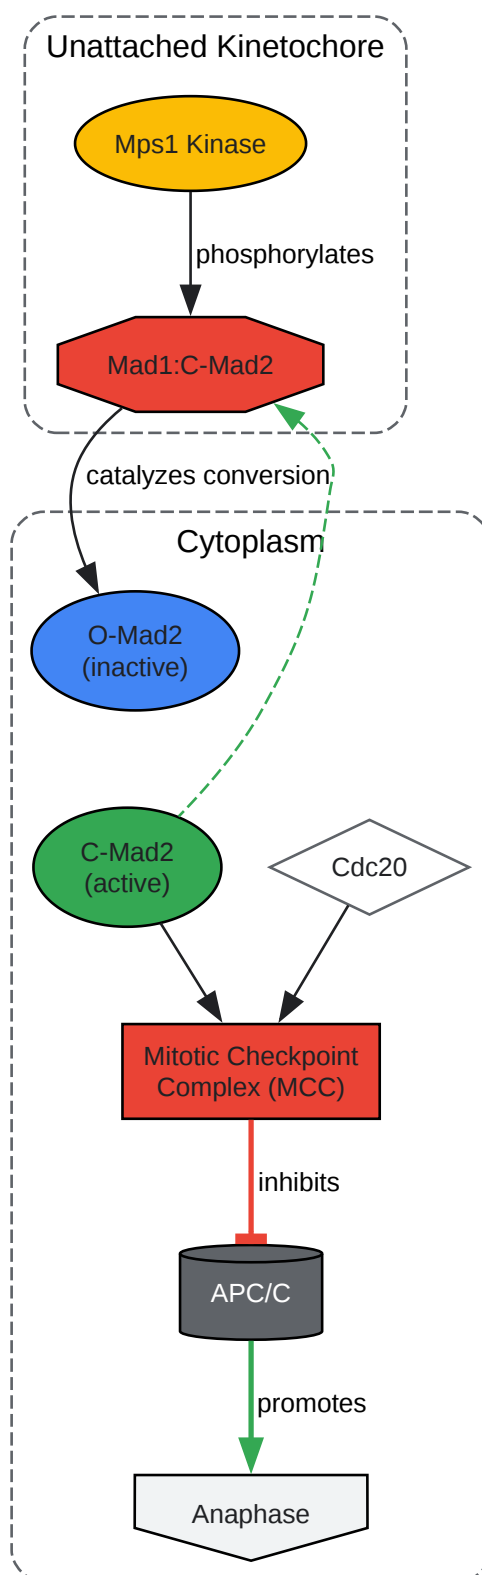 Unattached Kinetochore
Mps1 Kinase
phosphorylates
Mad1:C-Mad2
catalyzes conversion
Cytoplasm
O-Mad2
(inactive)
C-Mad2
(active)
Cdc20
Mitotic Checkpoint
Complex (MCC)
inhibits
APC/C
promotes
Anaphase